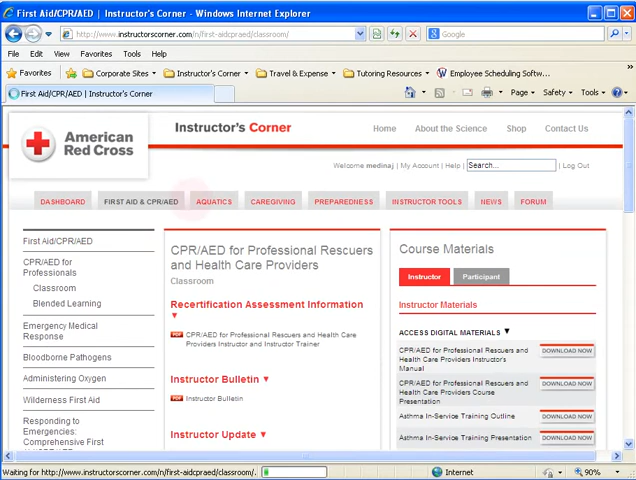 First Aid/CPR/AED | Instructor's Corner - Windows Internet Explorer
http://www.instructorscorner.com/n/first-aidcpraed/classroom/
Google
File Edit View Favorites Tools Help
Favorites Corporate Sites Instructor's Corner Travel & Expense Tutoring Resources Employee Scheduling Softw...
First Aid/CPR/AED | Instructor's Corner
Page Safety Tools
American Red Cross
Instructor's Corner
Home About the Science Shop Contact Us
Welcome medinaj | My Account | Help | Search... | Log Out
DASHBOARD FIRST AID & CPR/AED AQUATICS CAREGIVING PREPAREDNESS INSTRUCTOR TOOLS NEWS FORUM
First Aid/CPR/AED
CPR/AED for
Professionals
Classroom
Blended Learning
Emergency Medical
Response
Bloodborne Pathogens
Administering Oxygen
Wilderness First Aid
Responding to
Emergencies:
Comprehensive First
CPR/AED for Professional Rescuers
and Health Care Providers
Classroom
Recertification Assessment Information
PDF CPR/AED for Professional Rescuers and Health Care
Providers Instructor and Instructor Trainer
Instructor Bulletin
PDF Instructor Bulletin
Instructor Update
Course Materials
Instructor Participant
Instructor Materials
ACCESS DIGITAL MATERIALS
CPR/AED for Professional Rescuers and
Health Care Providers Instructor's
Manual
DOWNLOAD NOW
CPR/AED for Professional Rescuers and
Health Care Providers Course
Presentation
DOWNLOAD NOW
Asthma In-Service Training Outline
DOWNLOAD NOW
Asthma In-Service Training Presentation
DOWNLOAD NOW
Waiting for http://www.instructorscorner.com/n/first-aidcpraed/classroom/.
Internet
90%